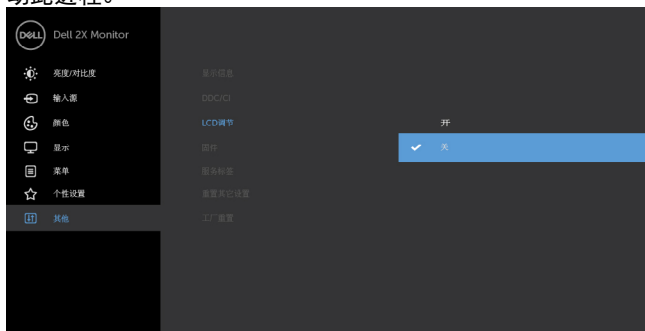 动此过程。
DELL Dell 2X Monitor
亮度/对比度
输入源
颜色
显示
菜单
个性设置
其他
显示信息
DDC/CI
LCD调节
固件
服务标签
重置其它设置
工厂重置
开
关